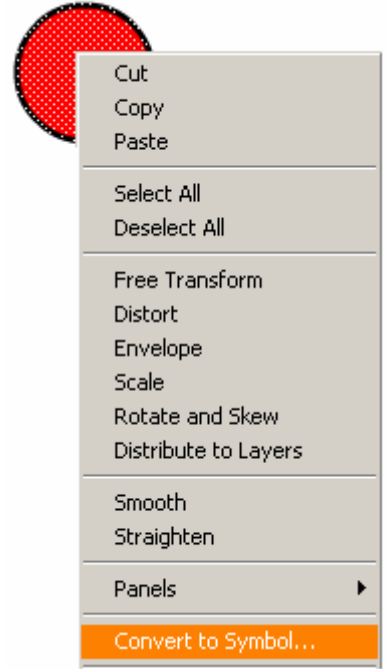 Cut
Copy
Paste
Select All
Deselect All
Free Transform
Distort
Envelope
Scale
Rotate and Skew
Distribute to Layers
Smooth
Straighten
Panels
Convert to Symbol...